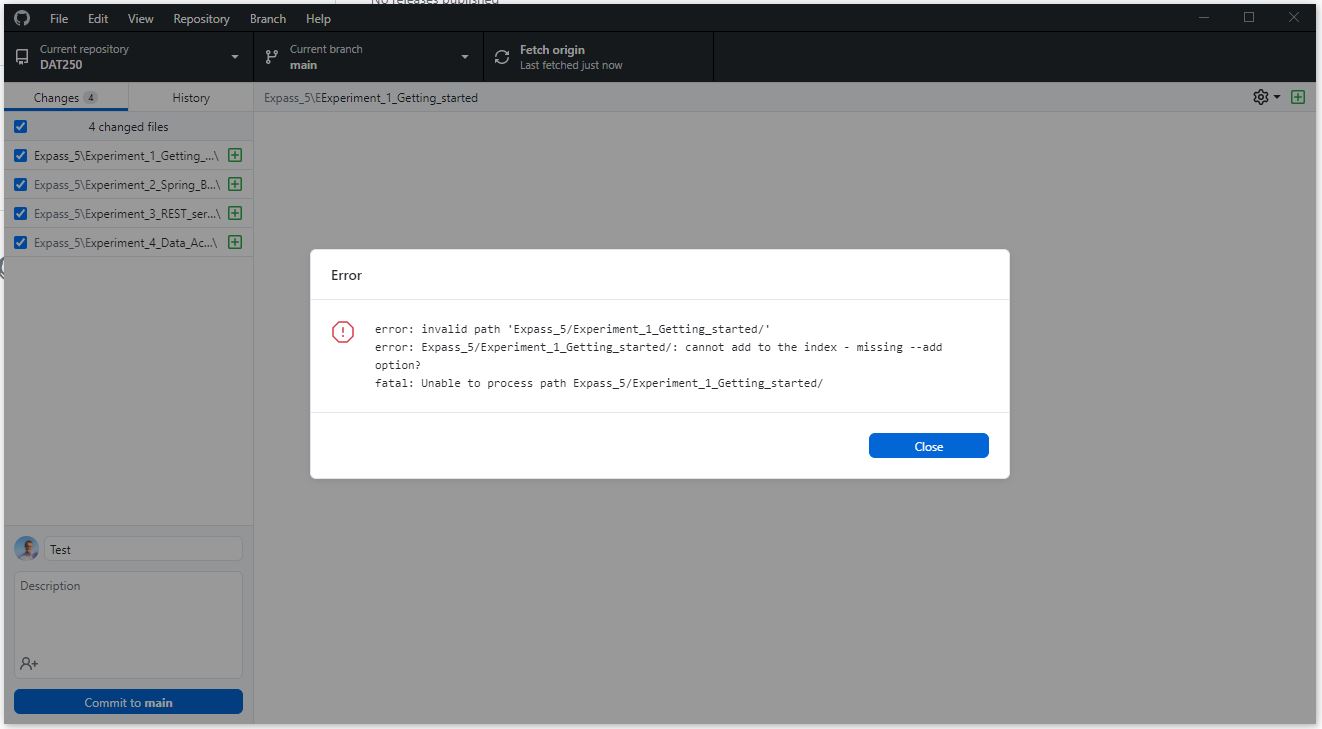 No releases published
File Edit View Repository Branch Help
Current repository
DAT250
Current branch
main
Fetch origin
Last fetched just now
Changes 4
History
Expass_5\EExperiment_1_Getting_started
4 changed files
Expass_5\Experiment_1_Getting_...\
Expass_5\Experiment_2_Spring_B...\
Expass_5\Experiment_3_REST_ser...\
Expass_5\Experiment_4_Data_Ac...\
Error
error: invalid path 'Expass_5/Experiment_1_Getting_started/'
error: Expass_5/Experiment_1_Getting_started/: cannot add to the index - missing --add
option?
fatal: Unable to process path Expass_5/Experiment_1_Getting_started/
Close
Test
Description
Commit to main